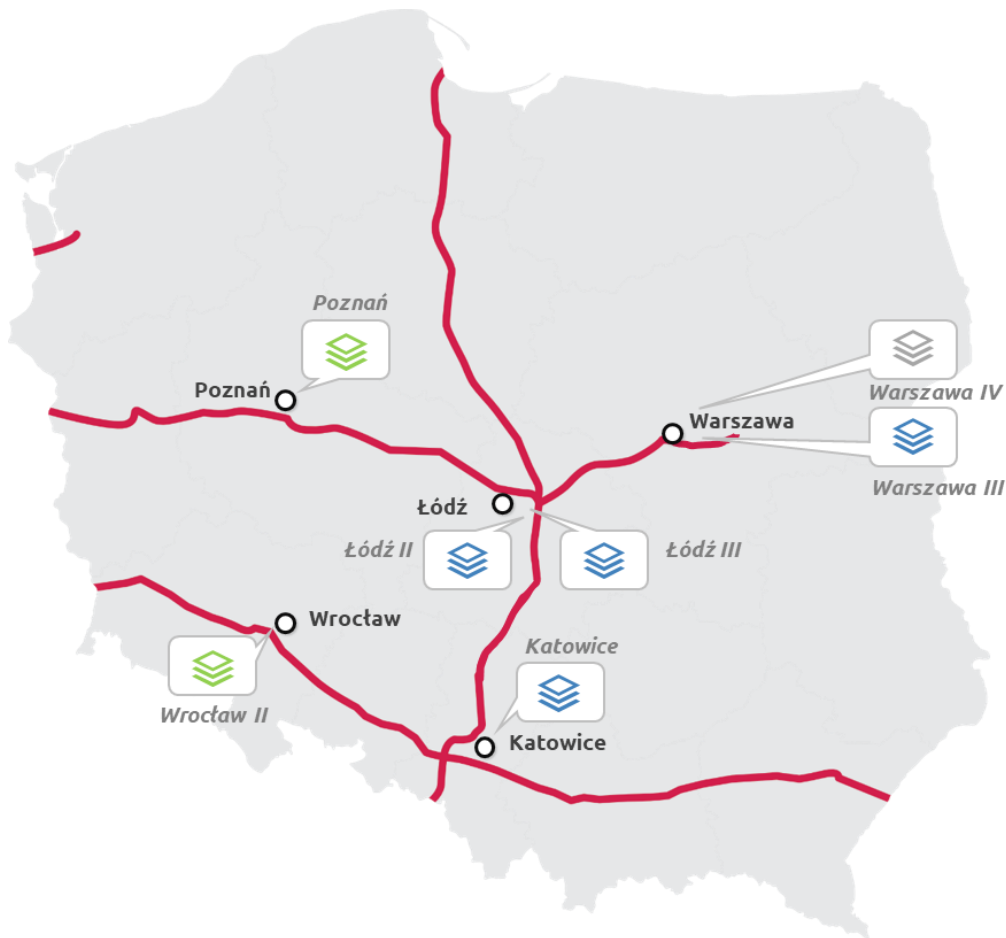 Poznań
Poznań
Warszawa IV
Warszawa
Warszawa III
Łódź
Łódź II
Łódź III
Wrocław
Wrocław II
Katowice
Katowice